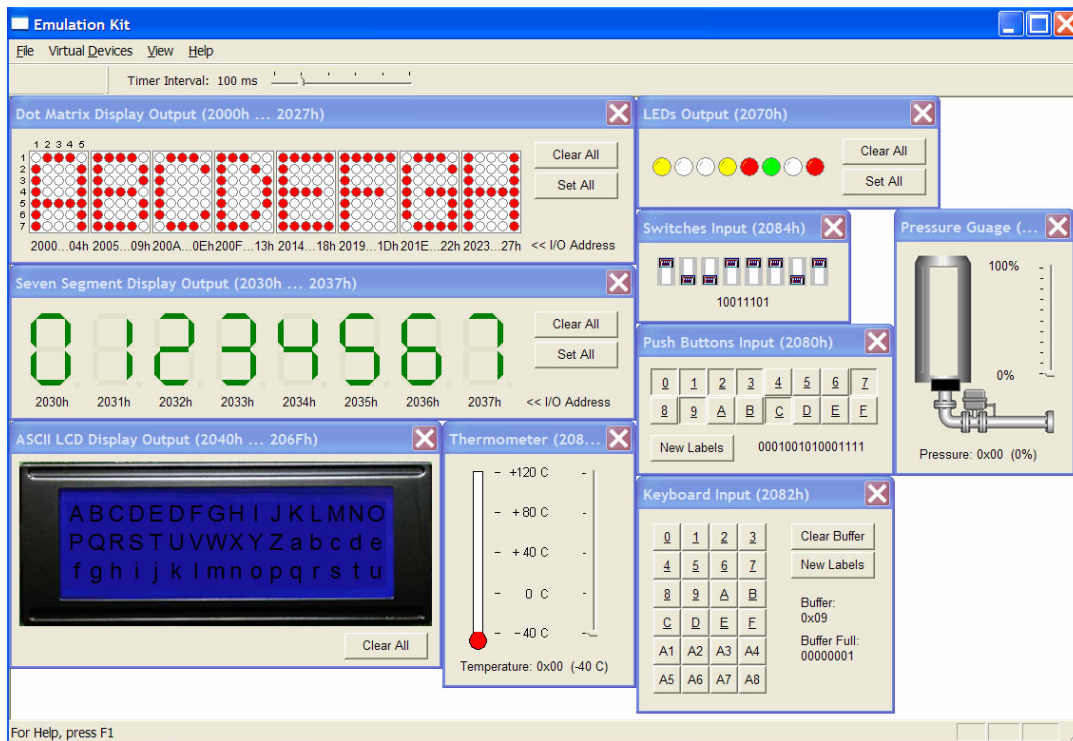 Emulation Kit
File Virtual Devices View Help
Timer Interval: 100 ms
Dot Matrix Display Output (2000h ... 2027h)
1 2 3 4 5
1
2
3
4
5
6
7
ABCDEFGH
Clear All
Set All
2000...04h 2005...09h 200A...0Eh 200F...13h 2014...18h 2019...1Dh 201E...22h 2023...27h << I/O Address
Seven Segment Display Output (2030h ... 2037h)
01234567
Clear All
Set All
2030h 2031h 2032h 2033h 2034h 2035h 2036h 2037h << I/O Address
ASCII LCD Display Output (2040h ... 206Fh)
ABCDEDFGHIJKLMNO
PQRSTUVWXYZabcde
fghijklmnopqrstu
Clear All
Thermometer (208...
+120 C
+80 C
+40 C
0 C
-40 C
Temperature: 0x00 (-40 C)
LEDs Output (2070h)
Clear All
Set All
Switches Input (2084h)
10011101
Push Buttons Input (2080h)
0 1 2 3 4 5 6 7
8 9 A B C D E F
New Labels 0001001010001111
Keyboard Input (2082h)
0 1 2 3
4 5 6 7
8 9 A B
C D E F
A1 A2 A3 A4
A5 A6 A7 A8
Clear Buffer
New Labels
Buffer:
0x09
Buffer Full:
00000001
Pressure Guage (...
100%
0%
Pressure: 0x00 (0%)
For Help, press F1